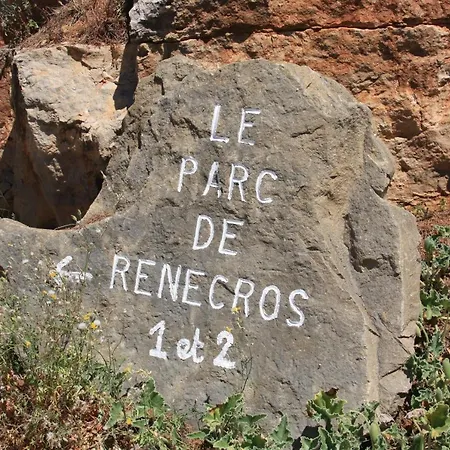 Le
PARC
DE
← RENECROS
1 et 2